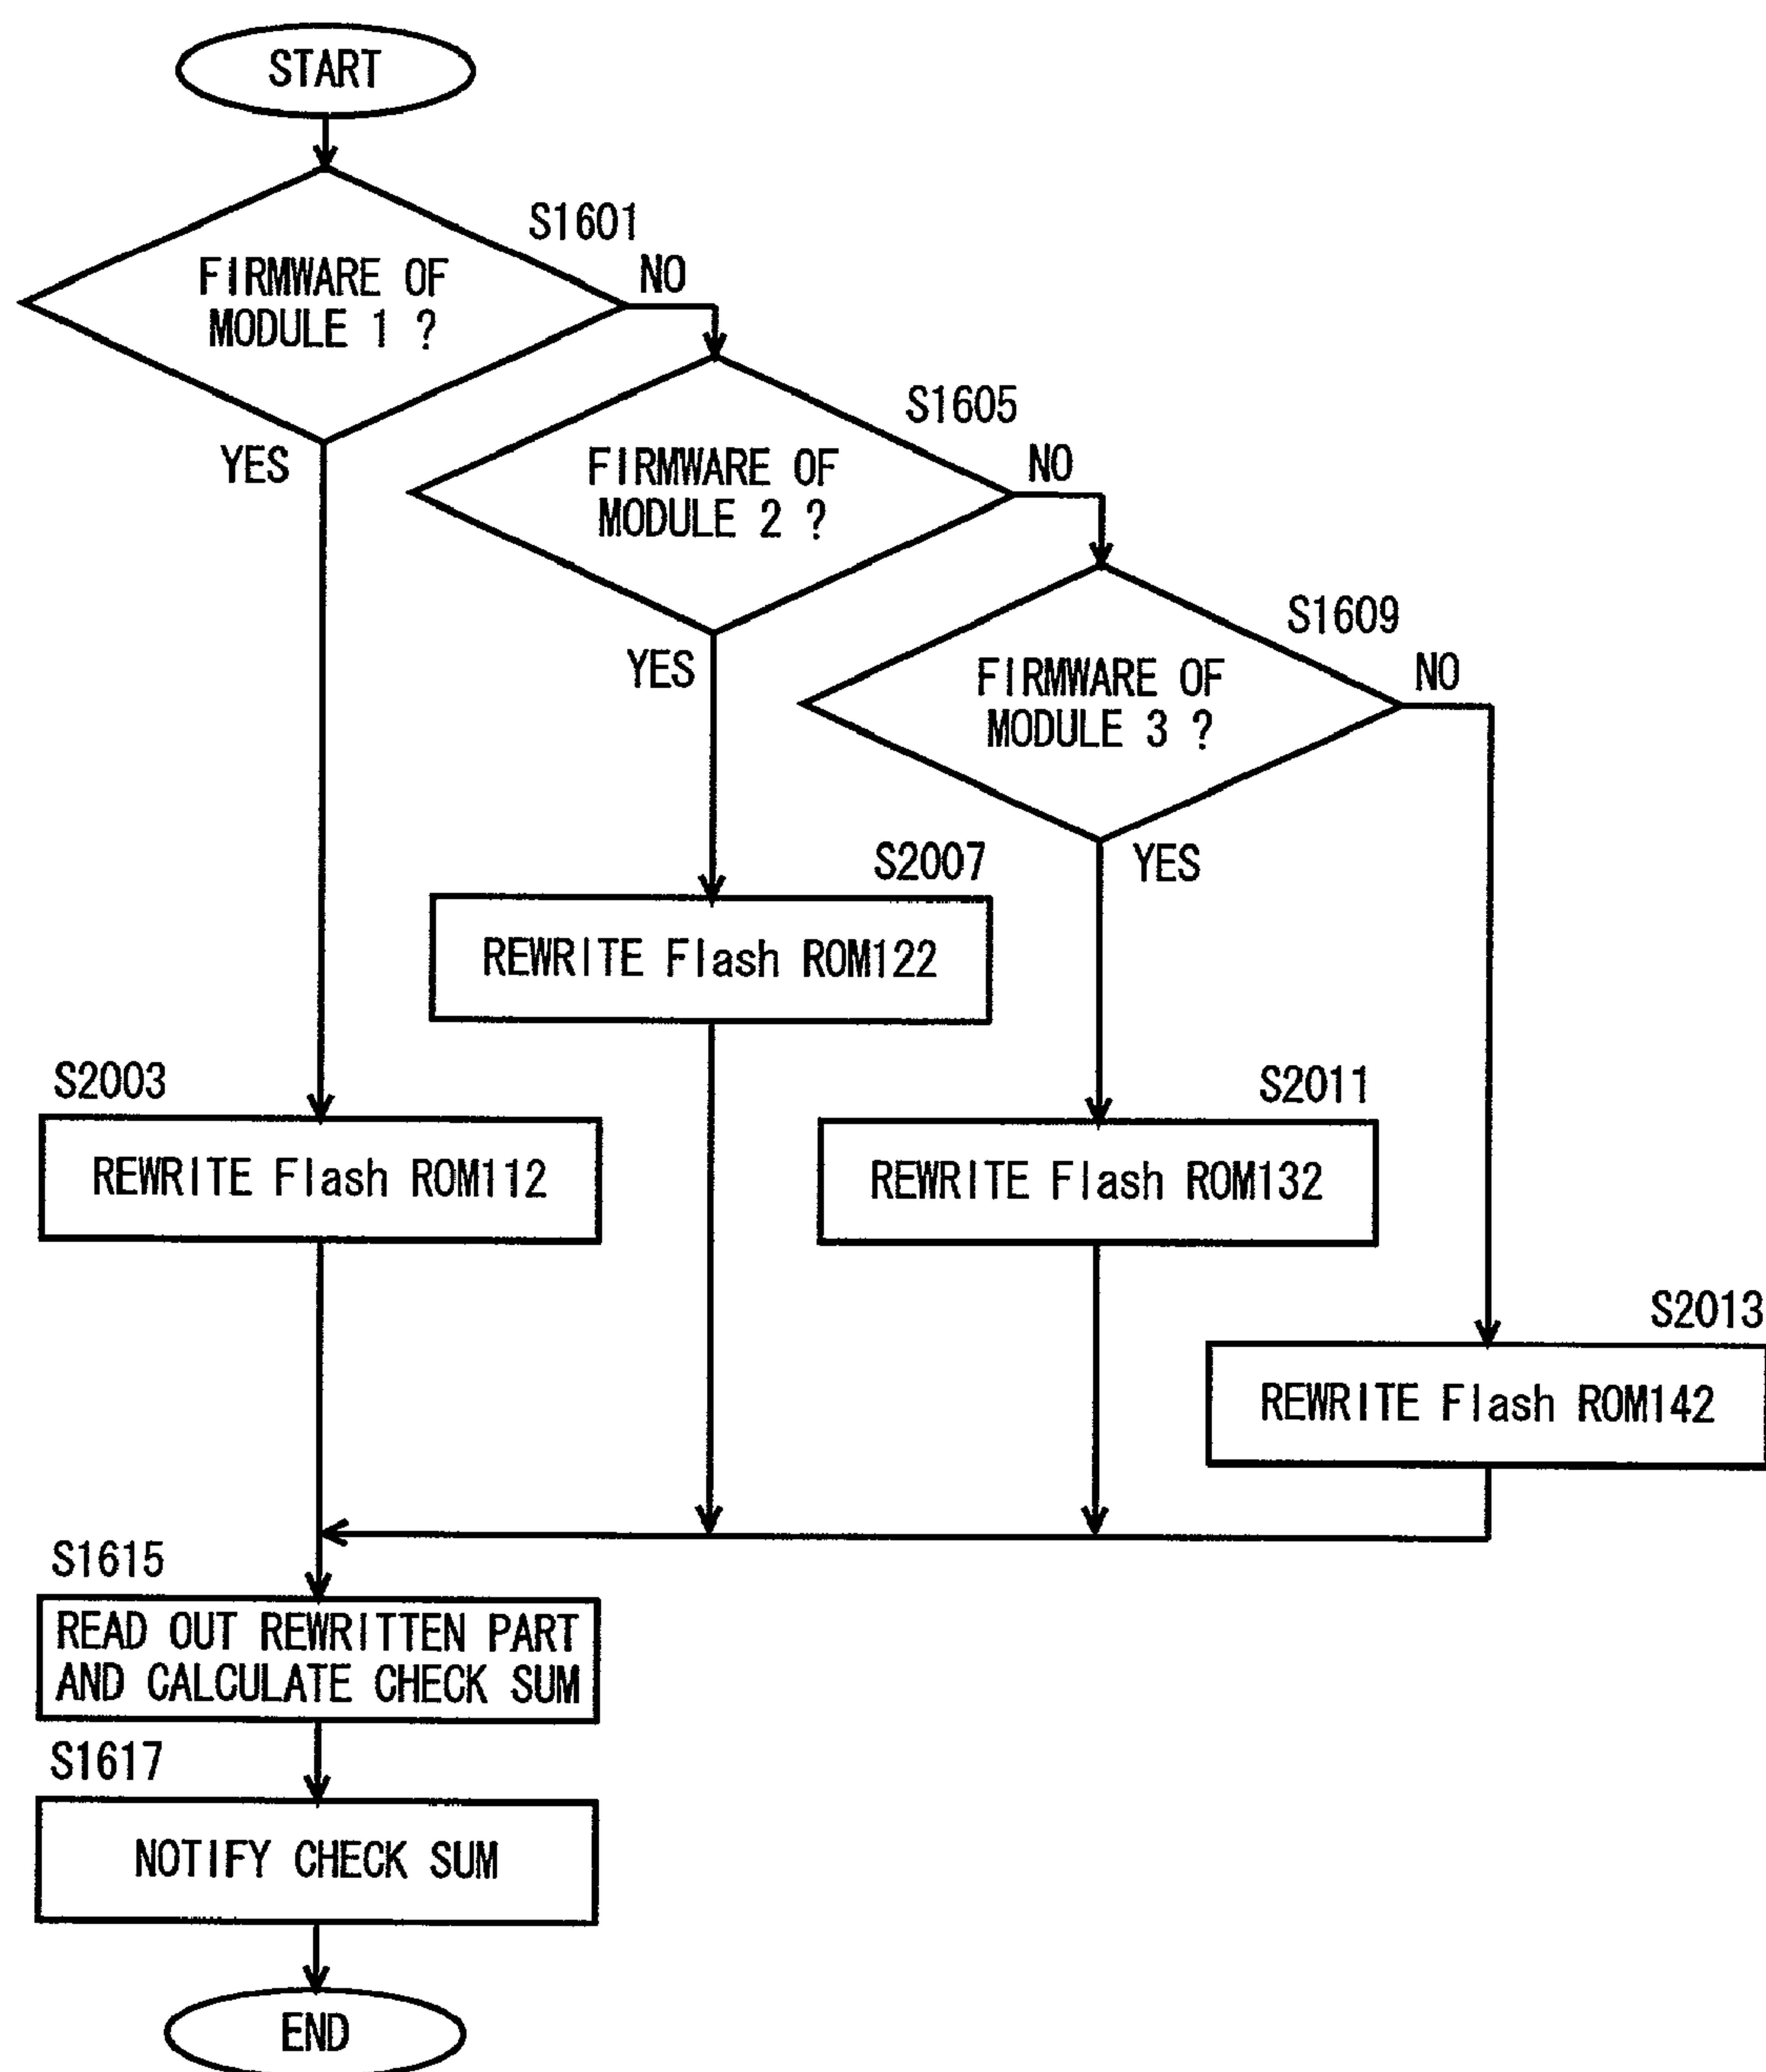 START
S1601
FIRMWARE OF
MODULE 1 ?
NO
YES
S1605
FIRMWARE OF
MODULE 2 ?
NO
YES
S1609
FIRMWARE OF
MODULE 3 ?
NO
YES
S2007
REWRITE Flash ROM122
S2003
REWRITE Flash ROM112
S2011
REWRITE Flash ROM132
S2013
REWRITE Flash ROM142
S1615
READ OUT REWRITTEN PART
AND CALCULATE CHECK SUM
S1617
NOTIFY CHECK SUM
END